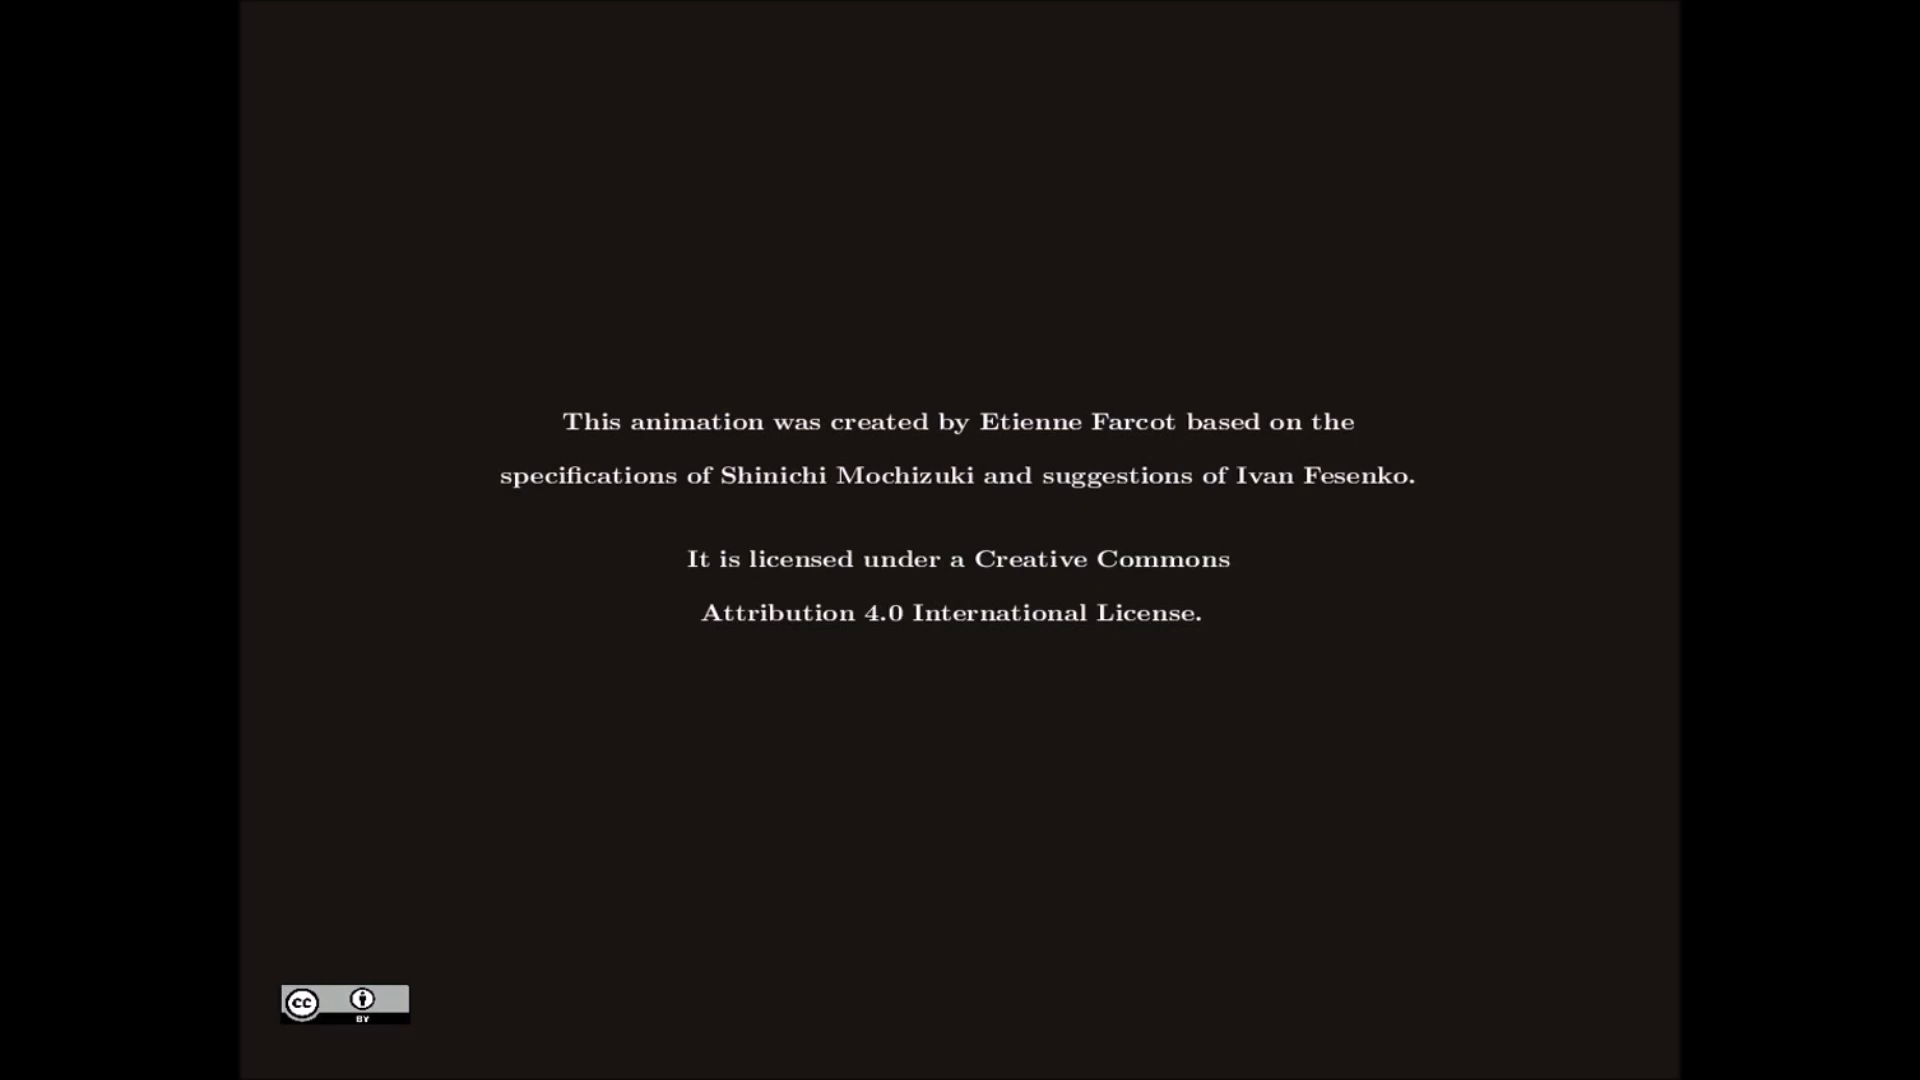 This animation was created by Etienne Farcot based on the
specifications of Shinichi Mochizuki and suggestions of Ivan Fesenko.
It is licensed under a Creative Commons
Attribution 4.0 International License.
cc
BY